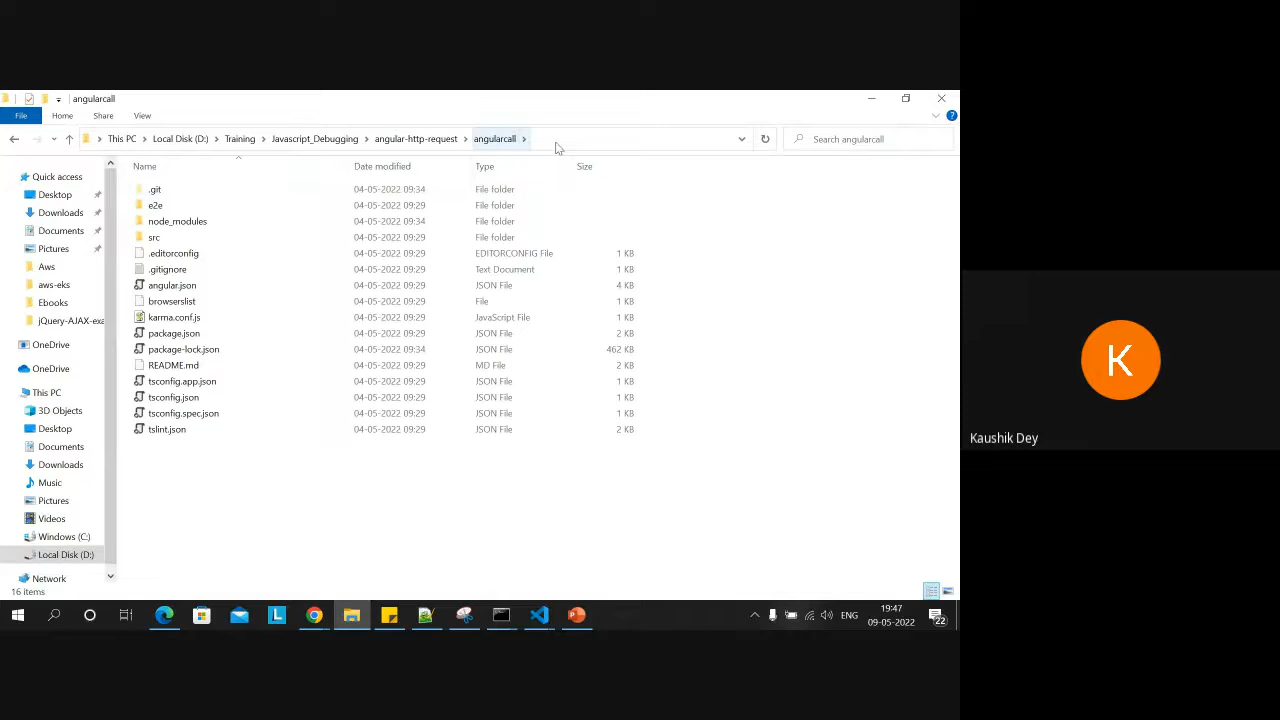 angularcall
File Home Share View
This PC Local Disk (D:) Training Javascript_Debugging angular-http-request angularcall Search angularcall
Name Date modified Type Size
Quick access
Desktop
Downloads
Documents
Pictures
Aws
aws-eks
Ebooks
jQuery-AJAX-exa
OneDrive
OneDrive
This PC
3D Objects
Desktop
Documents
Downloads
Music
Pictures
Videos
Windows (C:)
Local Disk (D:)
Network
.git 04-05-2022 09:34 File folder
e2e 04-05-2022 09:29 File folder
node_modules 04-05-2022 09:34 File folder
src 04-05-2022 09:29 File folder
.editorconfig 04-05-2022 09:29 EDITORCONFIG File 1 KB
.gitignore 04-05-2022 09:29 Text Document 1 KB
angular.json 04-05-2022 09:29 JSON File 4 KB
browserslist 04-05-2022 09:29 File 1 KB
karma.conf.js 04-05-2022 09:29 JavaScript File 1 KB
package.json 04-05-2022 09:29 JSON File 2 KB
package-lock.json 04-05-2022 09:34 JSON File 462 KB
README.md 04-05-2022 09:29 MD File 2 KB
tsconfig.app.json 04-05-2022 09:29 JSON File 1 KB
tsconfig.json 04-05-2022 09:29 JSON File 1 KB
tsconfig.spec.json 04-05-2022 09:29 JSON File 1 KB
tslint.json 04-05-2022 09:29 JSON File 2 KB
16 items
L
ENG
19:47
09-05-2022
22
K
Kaushik Dey